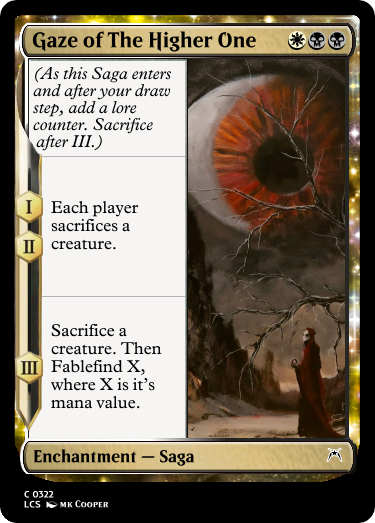 Gaze of The Higher One
(As this Saga enters
and after your draw
step, add a lore
counter. Sacrifice
after III.)
I
II
Each player
sacrifices a
creature.
III
Sacrifice a
creature. Then
Fablefind X,
where X is it's
mana value.
Enchantment — Saga
C 0322
LCS MK COOPER